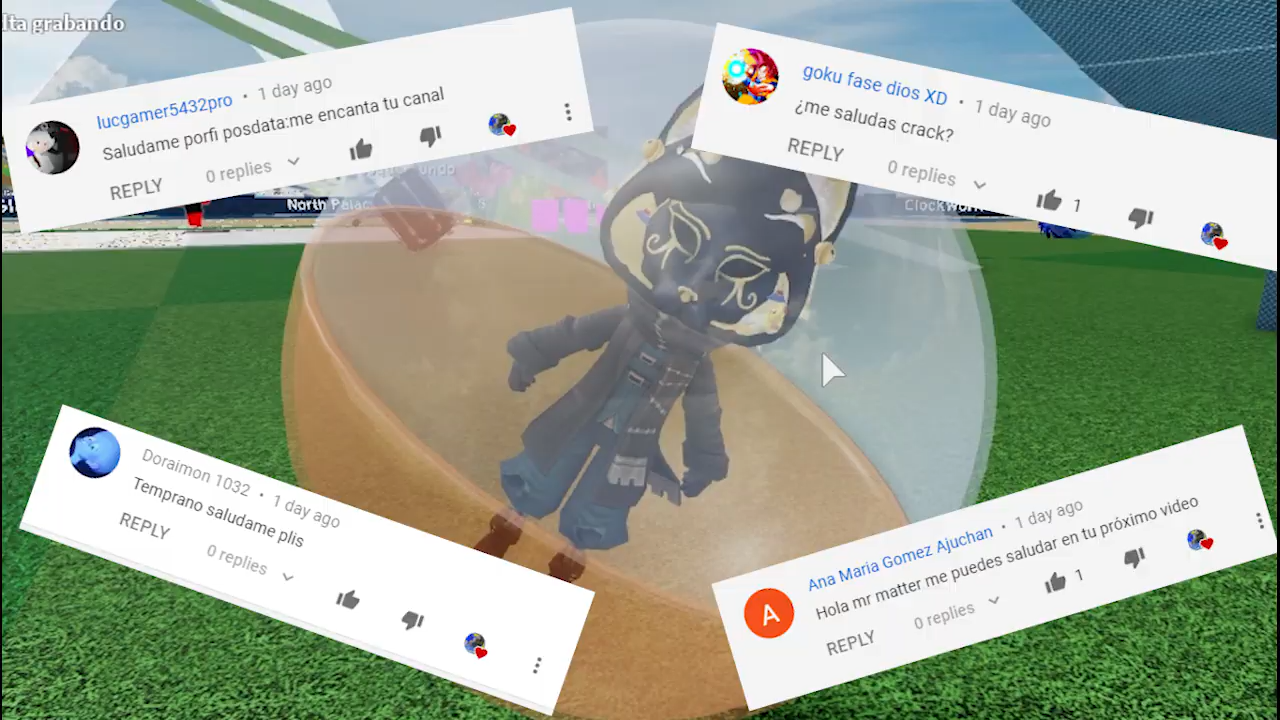 lta grabando
lucgamer5432pro • 1 day ago
Saludame porfi posdata:me encanta tu canal
REPLY 0 replies
goku fase dios XD • 1 day ago
¿me saludas crack?
REPLY 0 replies
1
North Palac
Clockwor
Doraimon 1032 • 1 day ago
Temprano saludame plis
REPLY 0 replies
Ana Maria Gomez Ajuchan • 1 day ago
Hola mr matter me puedes saludar en tu próximo video
REPLY 0 replies 1
A